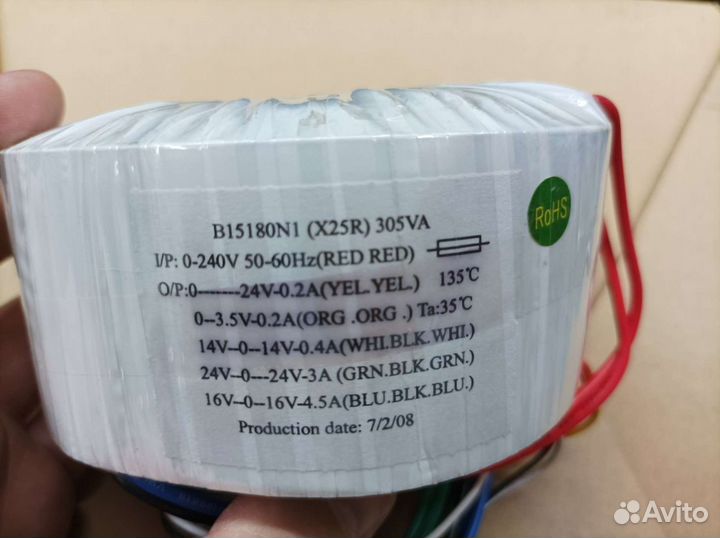 B15180N1 (X25R) 305VA
I/P: 0-240V 50-60Hz(RED RED)
O/P:0-------24V-0.2A(YEL.YEL.) 135℃
0--3.5V-0.2A(ORG .ORG .) Ta:35℃
14V--0--14V-0.4A(WHI.BLK.WHI.)
24V--0---24V-3A (GRN.BLK.GRN.)
16V--0--16V-4.5A(BLU.BLK.BLU.)
Production date: 7/2/08
RoHS
Avito